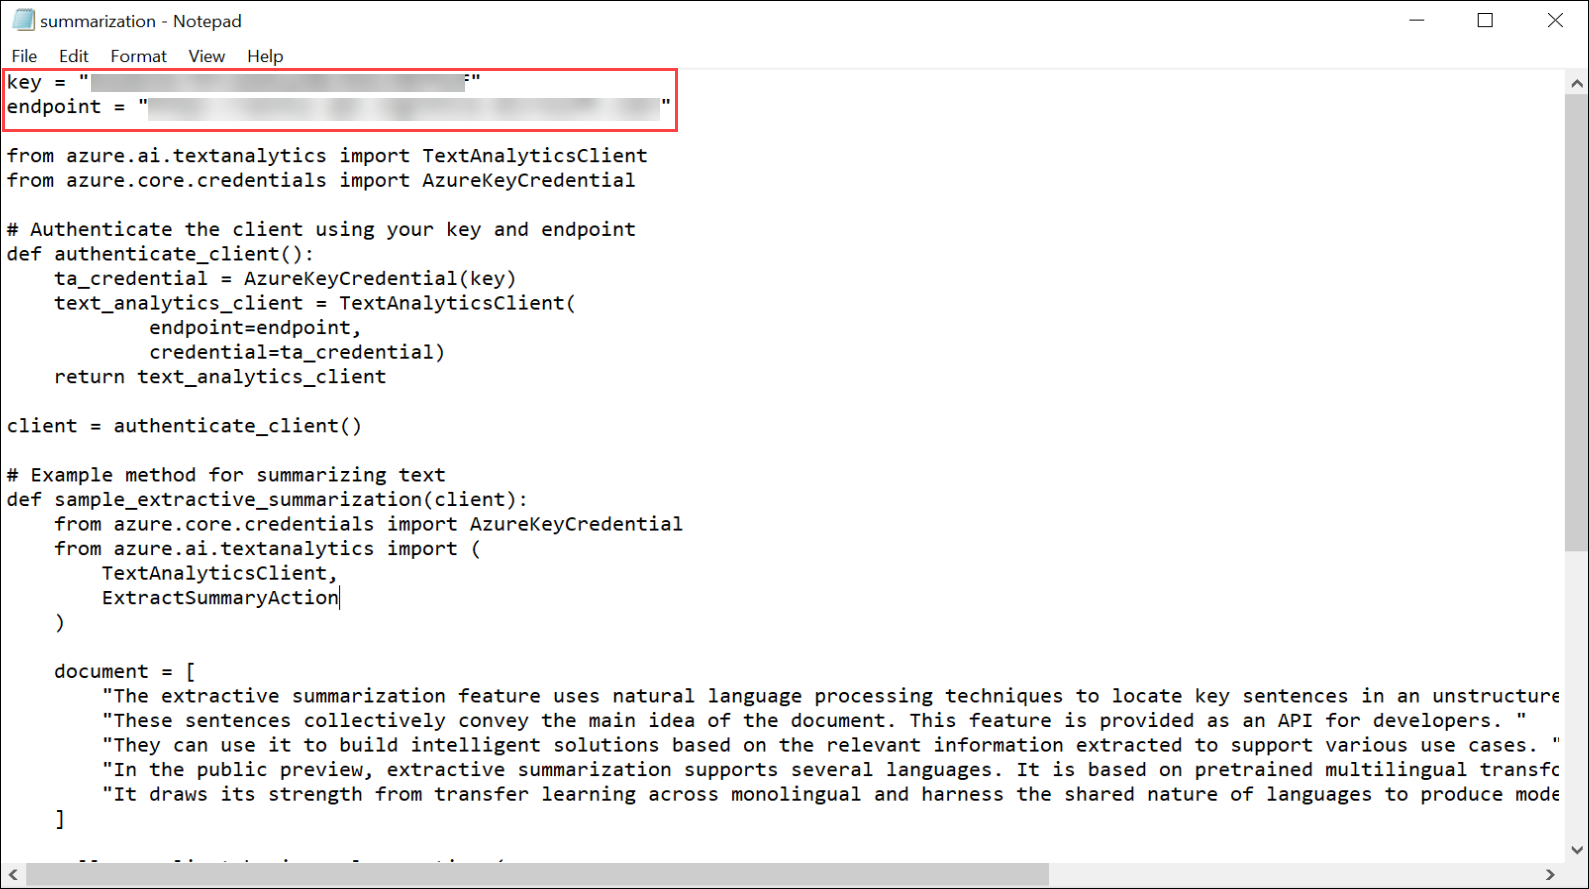 summarization - Notepad
File Edit Format View Help
key = "f"
endpoint = ""
from azure.ai.textanalytics import TextAnalyticsClient
from azure.core.credentials import AzureKeyCredential
# Authenticate the client using your key and endpoint
def authenticate_client():
    ta_credential = AzureKeyCredential(key)
    text_analytics_client = TextAnalyticsClient(
            endpoint=endpoint,
            credential=ta_credential)
    return text_analytics_client
client = authenticate_client()
# Example method for summarizing text
def sample_extractive_summarization(client):
    from azure.core.credentials import AzureKeyCredential
    from azure.ai.textanalytics import (
        TextAnalyticsClient,
        ExtractSummaryAction
    )
    document = [
        "The extractive summarization feature uses natural language processing techniques to locate key sentences in an unstructure
        "These sentences collectively convey the main idea of the document. This feature is provided as an API for developers. "
        "They can use it to build intelligent solutions based on the relevant information extracted to support various use cases. "
        "In the public preview, extractive summarization supports several languages. It is based on pretrained multilingual transfo
        "It draws its strength from transfer learning across monolingual and harness the shared nature of languages to produce mode
    ]